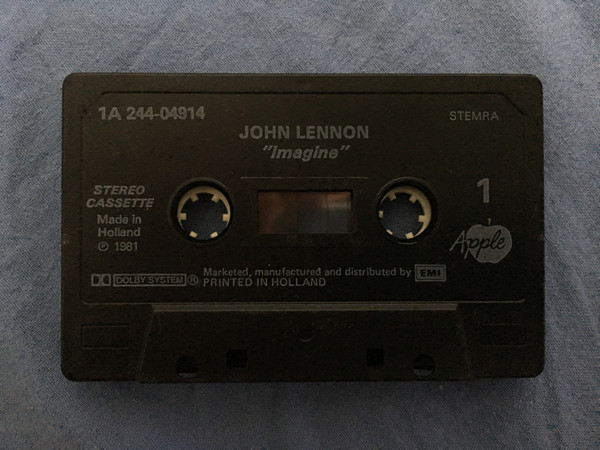 1A 244-04914
STEMRA
JOHN LENNON
"Imagine"
STEREO
CASSETTE
Made in
Holland
℗ 1981
1
Apple
DOLBY SYSTEM ®
Marketed, manufactured and distributed by EMI
PRINTED IN HOLLAND